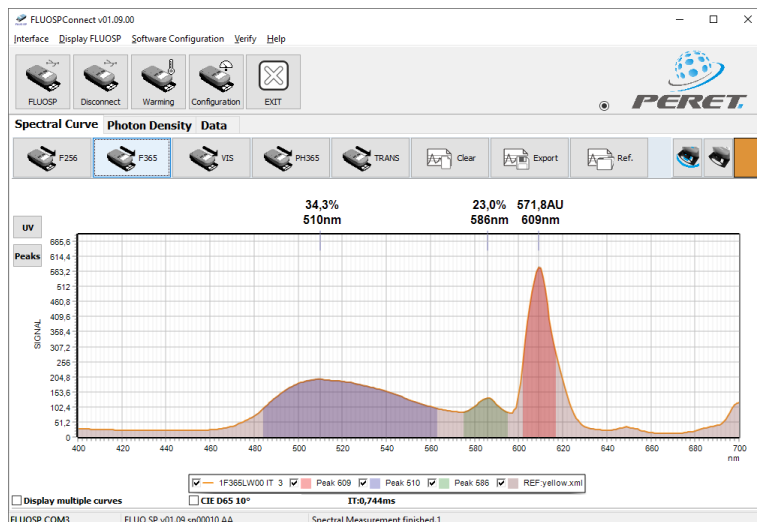 FLUOSPConnect v01.09.00
Interface Display FLUOSP Software Configuration Verify Help
FLUOSP Disconnect Warming Configuration EXIT
PERET.
Spectral Curve Photon Density Data
F256 F365 VIS PH365 TRANS Clear Export Ref.
34,3% 23,0% 571,8AU
510nm 586nm 609nm
UV
Peaks
665,6
614,4
563,2
512
460,8
409,6
358,4
307,2
256
204,8
153,6
102,4
51,2
0
SIGNAL
400 420 440 460 480 500 520 540 560 580 600 620 640 660 680 700
nm
1F365LW00 IT 3 Peak 609 Peak 510 Peak 586 REF:yellow.xml
Display multiple curves CIE D65 10° IT:0,744ms
FLUOSP COM3 FLUO SP v01.09 sp00010 AA Spectral Measurement finished 1